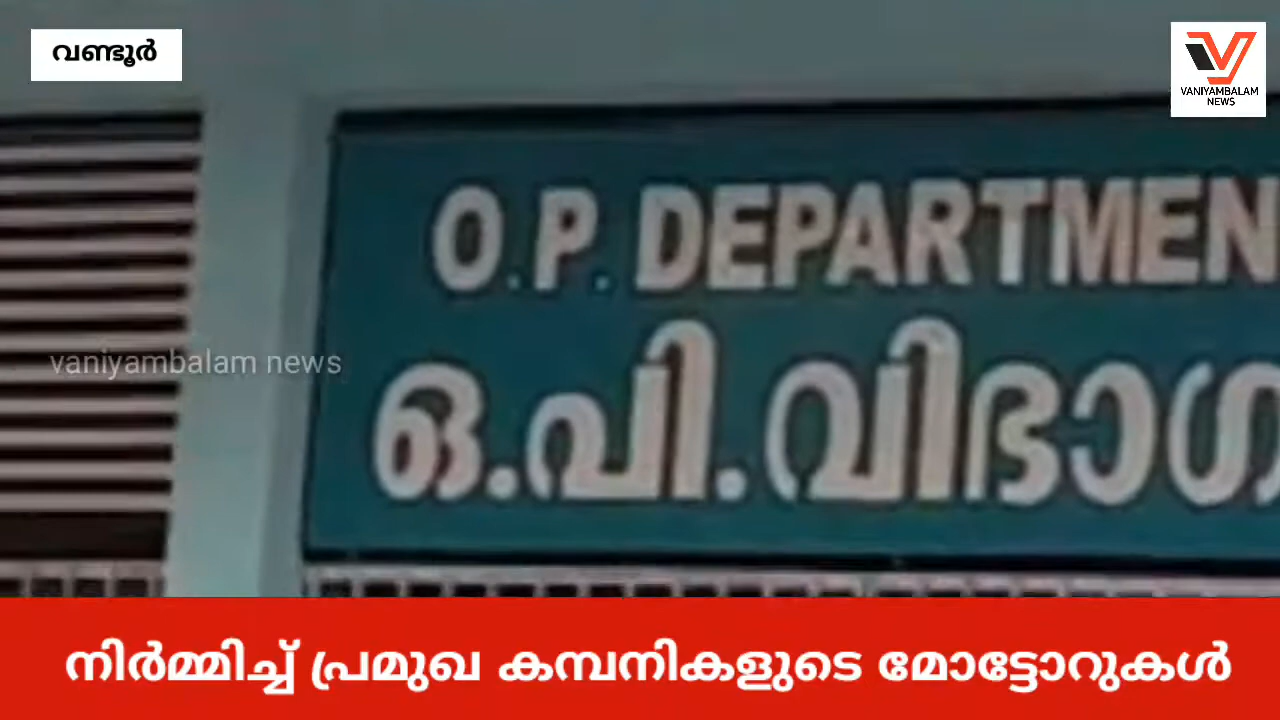 വണ്ടൂർ
VANIYAMBALAM
NEWS
O.P. DEPARTMEN
ഒ.പി.വിഭാഗ
vaniyambalam news
നിർമ്മിച്ച് പ്രമുഖ കമ്പനികളുടെ മോട്ടോറുകൾ